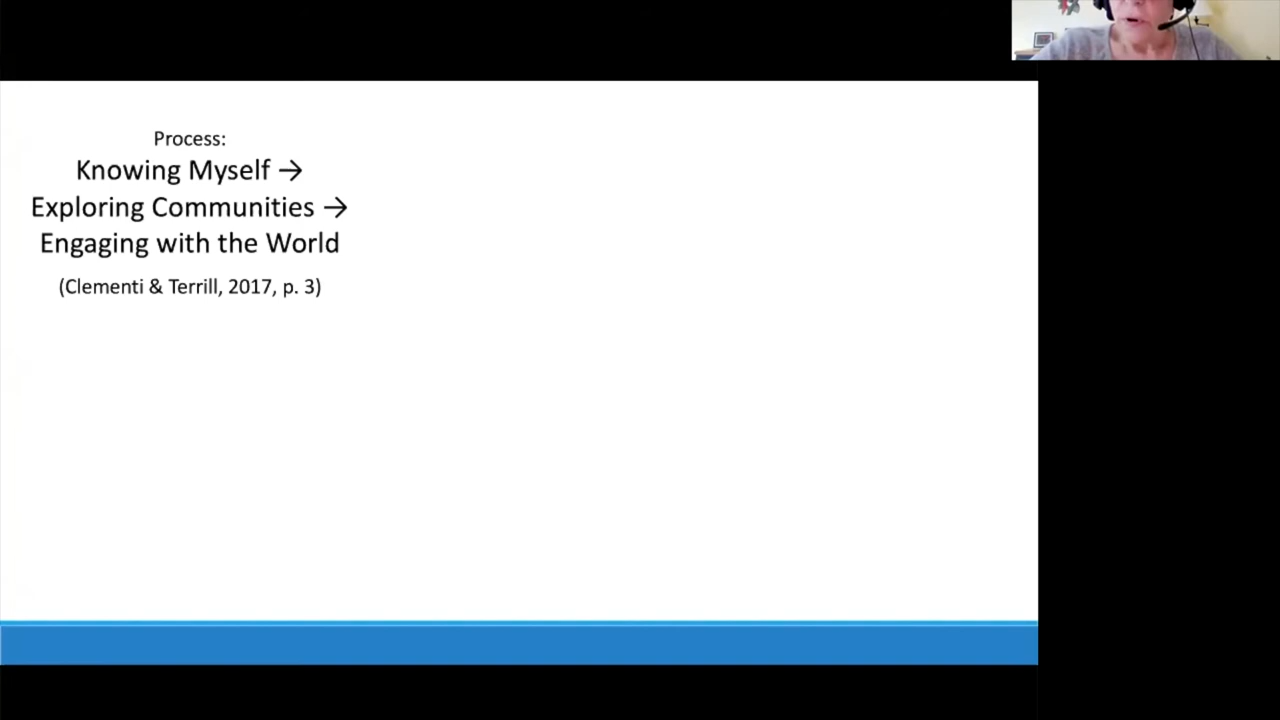 Process:
Knowing Myself →
Exploring Communities →
Engaging with the World
(Clementi & Terrill, 2017, p. 3)